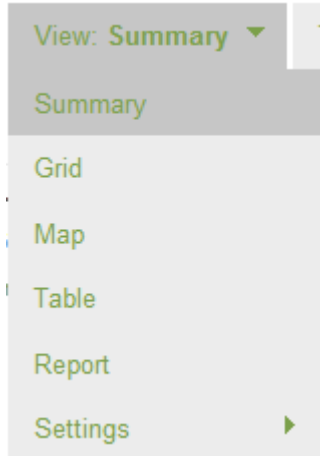 View: Summary
Summary
Grid
Map
Table
Report
Settings